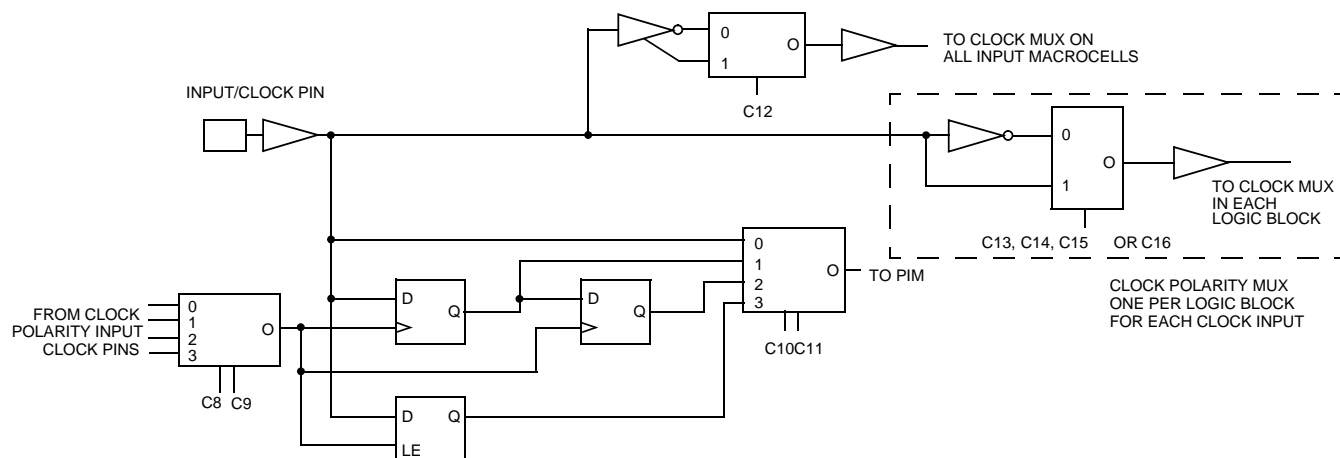 0
O
1
TO CLOCK MUX ON
ALL INPUT MACROCELLS
C12
INPUT/CLOCK PIN
0
O
1
TO CLOCK MUX
IN EACH
LOGIC BLOCK
C13, C14, C15 OR C16
0
1
2
3
O
TO PIM
C10C11
CLOCK POLARITY MUX
ONE PER LOGIC BLOCK
FOR EACH CLOCK INPUT
D
Q
D
Q
FROM CLOCK
POLARITY INPUT
CLOCK PINS
0
1
2
3
O
C8 C9
D Q
LE